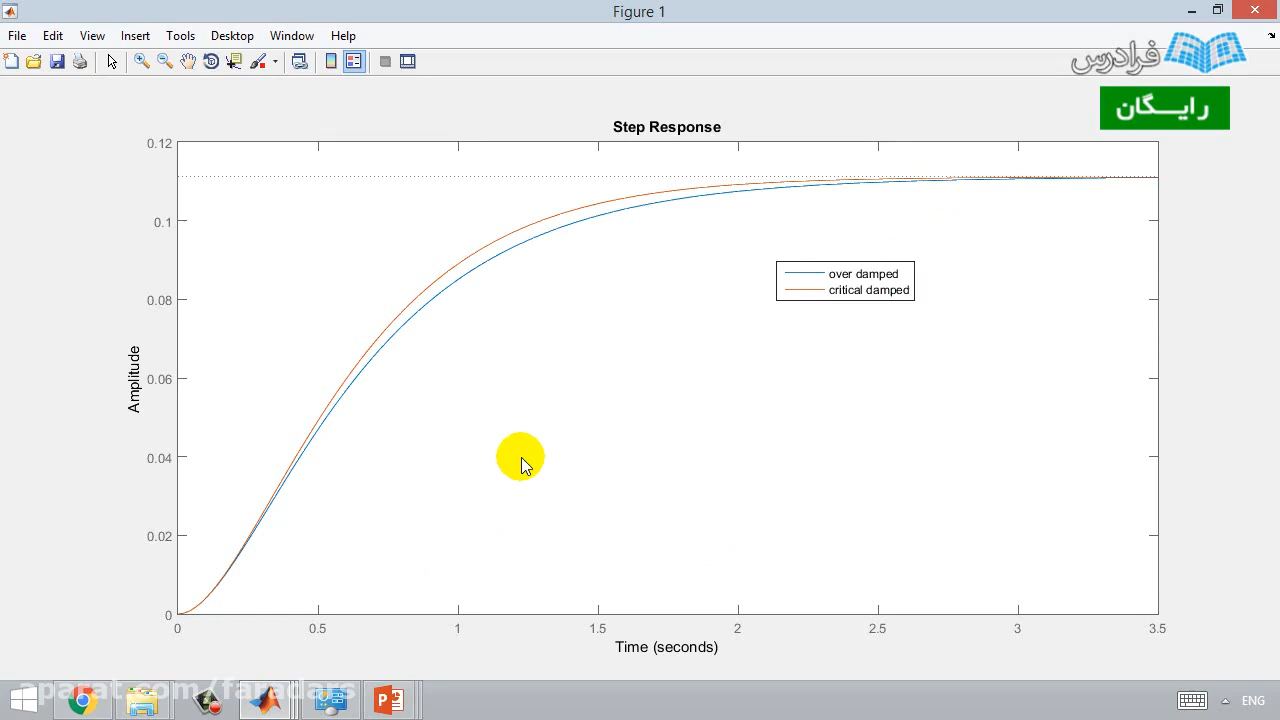 Figure 1
File Edit View Insert Tools Desktop Window Help
فرادرس
رایگان
Step Response
0.12
0.1
0.08
0.06
0.04
0.02
0
Amplitude
over damped
critical damped
0 0.5 1 1.5 2 2.5 3 3.5
Time (seconds)
aparat.com/faradars
ENG